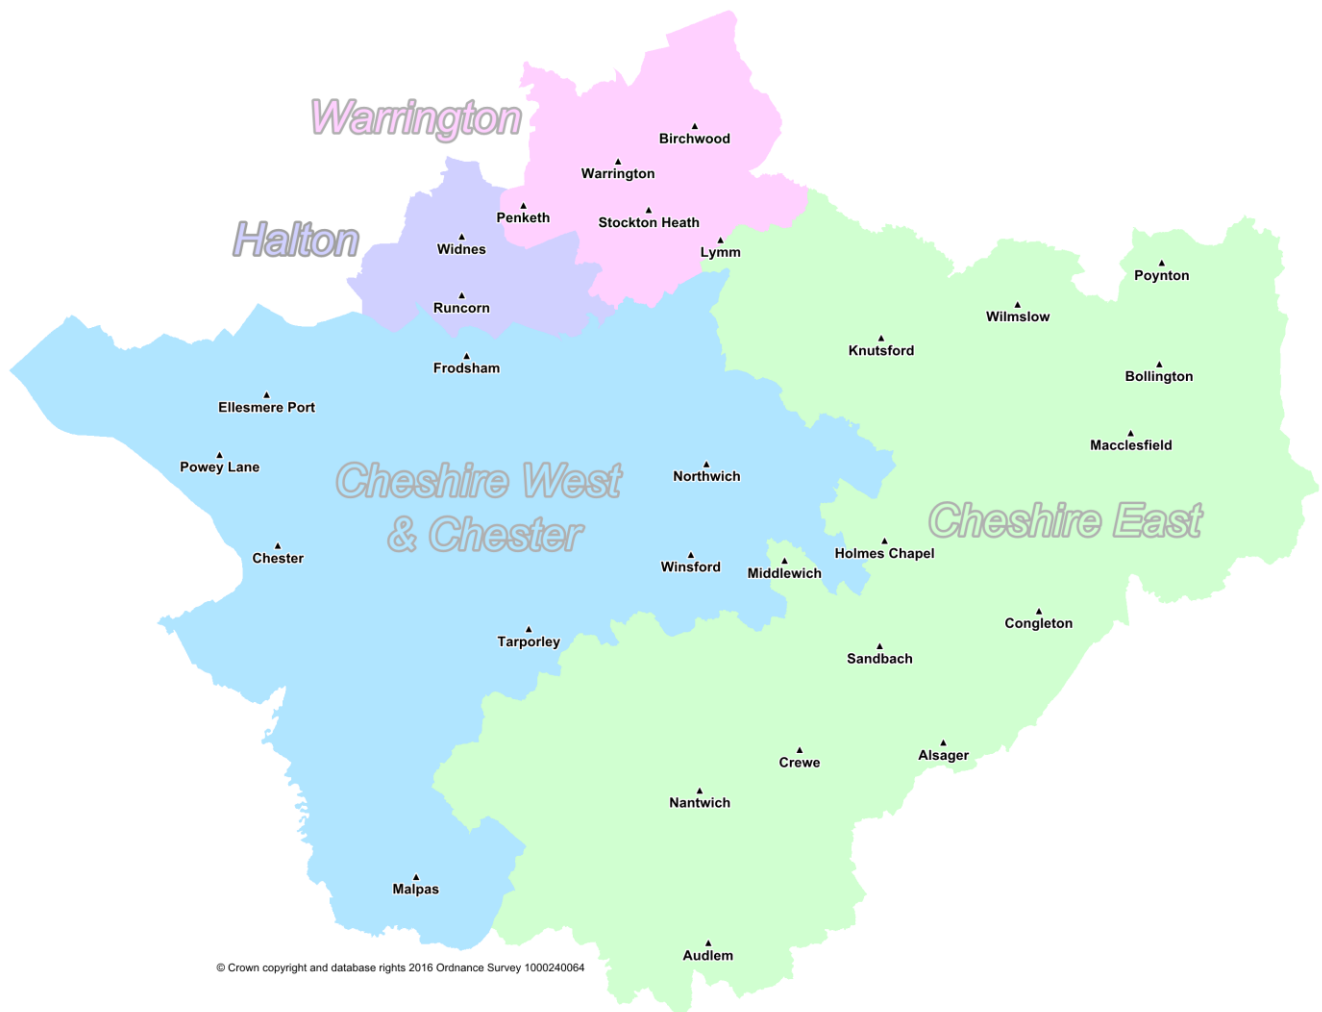 Warrington
Birchwood
Warrington
Penketh
Stockton Heath
Halton
Widnes
Lymm
Poynton
Runcorn
Wilmslow
Knutsford
Frodsham
Bollington
Ellesmere Port
Macclesfield
Powey Lane
Cheshire West
& Chester
Northwich
Cheshire East
Chester
Holmes Chapel
Winsford
Middlewich
Congleton
Tarporley
Sandbach
Alsager
Crewe
Nantwich
Malpas
Audlem
© Crown copyright and database rights 2016 Ordnance Survey 1000240064